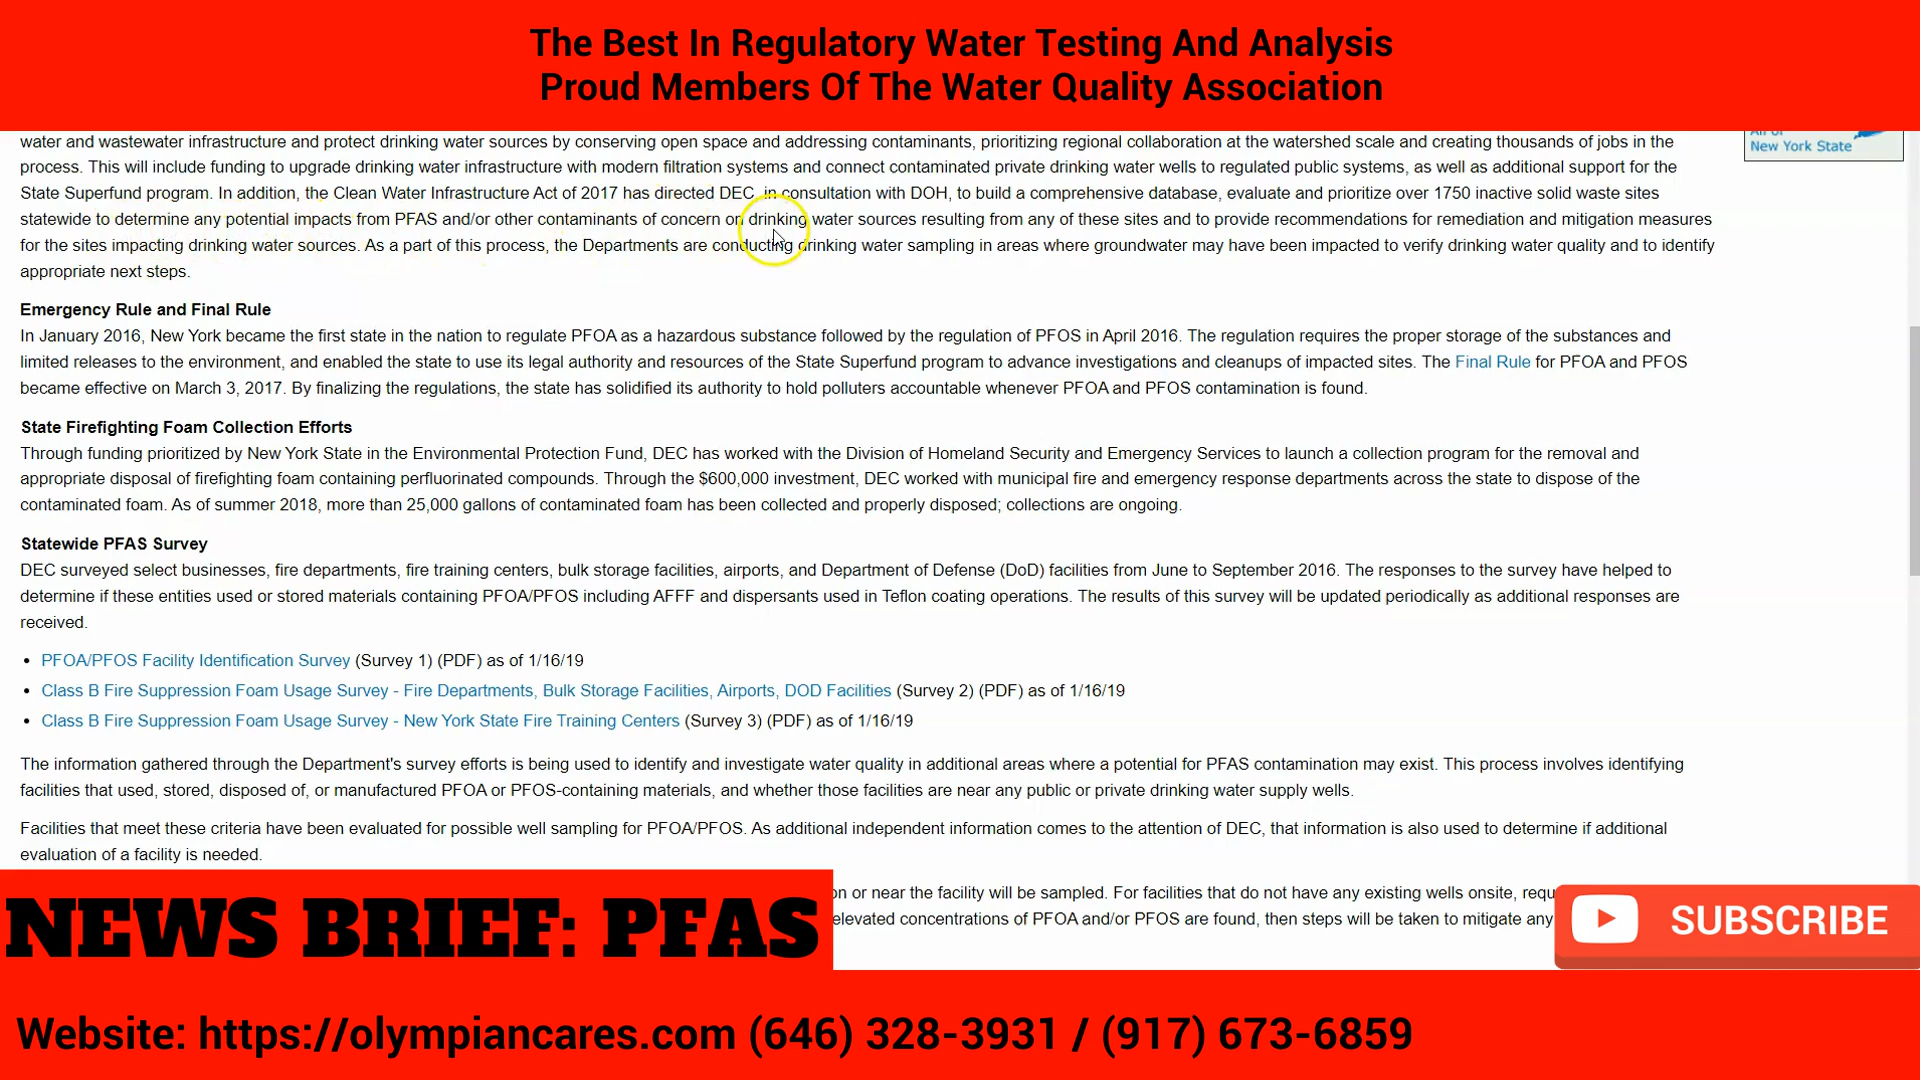 The Best In Regulatory Water Testing And Analysis
Proud Members Of The Water Quality Association
water and wastewater infrastructure and protect drinking water sources by conserving open space and addressing contaminants, prioritizing regional collaboration at the watershed scale and creating thousands of jobs in the
process. This will include funding to upgrade drinking water infrastructure with modern filtration systems and connect contaminated private drinking water wells to regulated public systems, as well as additional support for the
State Superfund program. In addition, the Clean Water Infrastructure Act of 2017 has directed DEC, in consultation with DOH, to build a comprehensive database, evaluate and prioritize over 1750 inactive solid waste sites
statewide to determine any potential impacts from PFAS and/or other contaminants of concern on drinking water sources resulting from any of these sites and to provide recommendations for remediation and mitigation measures
for the sites impacting drinking water sources. As a part of this process, the Departments are conducting drinking water sampling in areas where groundwater may have been impacted to verify drinking water quality and to identify
appropriate next steps.
New York State
Emergency Rule and Final Rule
In January 2016, New York became the first state in the nation to regulate PFOA as a hazardous substance followed by the regulation of PFOS in April 2016. The regulation requires the proper storage of the substances and
limited releases to the environment, and enabled the state to use its legal authority and resources of the State Superfund program to advance investigations and cleanups of impacted sites. The Final Rule for PFOA and PFOS
became effective on March 3, 2017. By finalizing the regulations, the state has solidified its authority to hold polluters accountable whenever PFOA and PFOS contamination is found.
State Firefighting Foam Collection Efforts
Through funding prioritized by New York State in the Environmental Protection Fund, DEC has worked with the Division of Homeland Security and Emergency Services to launch a collection program for the removal and
appropriate disposal of firefighting foam containing perfluorinated compounds. Through the $600,000 investment, DEC worked with municipal fire and emergency response departments across the state to dispose of the
contaminated foam. As of summer 2018, more than 25,000 gallons of contaminated foam has been collected and properly disposed; collections are ongoing.
Statewide PFAS Survey
DEC surveyed select businesses, fire departments, fire training centers, bulk storage facilities, airports, and Department of Defense (DoD) facilities from June to September 2016. The responses to the survey have helped to
determine if these entities used or stored materials containing PFOA/PFOS including AFFF and dispersants used in Teflon coating operations. The results of this survey will be updated periodically as additional responses are
received.
• PFOA/PFOS Facility Identification Survey (Survey 1) (PDF) as of 1/16/19
• Class B Fire Suppression Foam Usage Survey - Fire Departments, Bulk Storage Facilities, Airports, DOD Facilities (Survey 2) (PDF) as of 1/16/19
• Class B Fire Suppression Foam Usage Survey - New York State Fire Training Centers (Survey 3) (PDF) as of 1/16/19
The information gathered through the Department's survey efforts is being used to identify and investigate water quality in additional areas where a potential for PFAS contamination may exist. This process involves identifying
facilities that used, stored, disposed of, or manufactured PFOA or PFOS-containing materials, and whether those facilities are near any public or private drinking water supply wells.
Facilities that meet these criteria have been evaluated for possible well sampling for PFOA/PFOS. As additional independent information comes to the attention of DEC, that information is also used to determine if additional
evaluation of a facility is needed.
or near the facility will be sampled. For facilities that do not have any existing wells onsite,
elevated concentrations of PFOA and/or PFOS are found, then steps will be taken to mitigate any
NEWS BRIEF: PFAS
SUBSCRIBE
Website: https://olympiancares.com (646) 328-3931 / (917) 673-6859